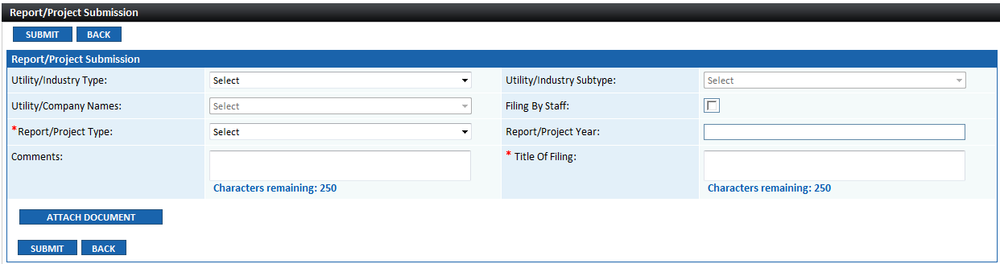 Report/Project Submission
SUBMIT BACK
Report/Project Submission
Utility/Industry Type: Select Utility/Industry Subtype: Select
Utility/Company Names: Select Filing By Staff:
*Report/Project Type: Select Report/Project Year:
Comments: * Title Of Filing:
Characters remaining: 250 Characters remaining: 250
ATTACH DOCUMENT
SUBMIT BACK